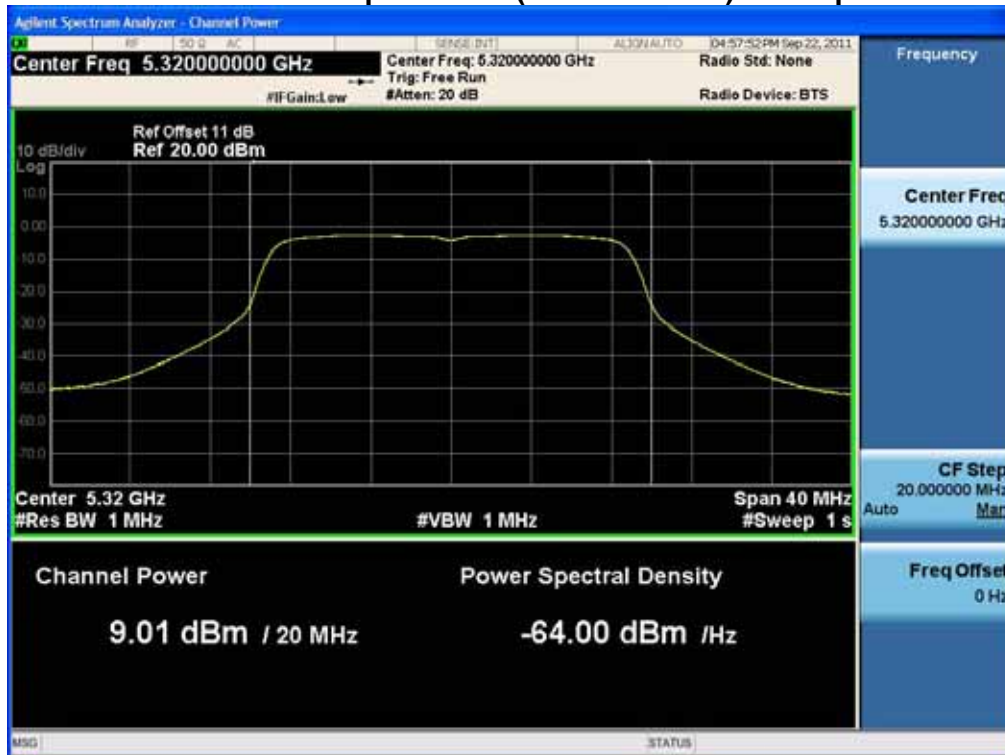 Agilent Spectrum Analyzer - Channel Power
RF 50 Ω AC SENSE:INT ALIGN AUTO 04:57:52 PM Sep 22, 2011
Center Freq 5.320000000 GHz
#IFGain:Low
Center Freq: 5.320000000 GHz
Trig: Free Run
#Atten: 20 dB
Radio Std: None
Radio Device: BTS
Ref Offset 11 dB
10 dB/div Ref 20.00 dBm
Log
10.0
0.00
-10.0
-20.0
-30.0
-40.0
-50.0
-60.0
-70.0
Center 5.32 GHz Span 40 MHz
#Res BW 1 MHz #VBW 1 MHz #Sweep 1 s
Channel Power Power Spectral Density
9.01 dBm / 20 MHz -64.00 dBm /Hz
MSG STATUS
Frequency
Center Freq
5.320000000 GHz
CF Step
20.000000 MHz
Auto Man
Freq Offset
0 Hz